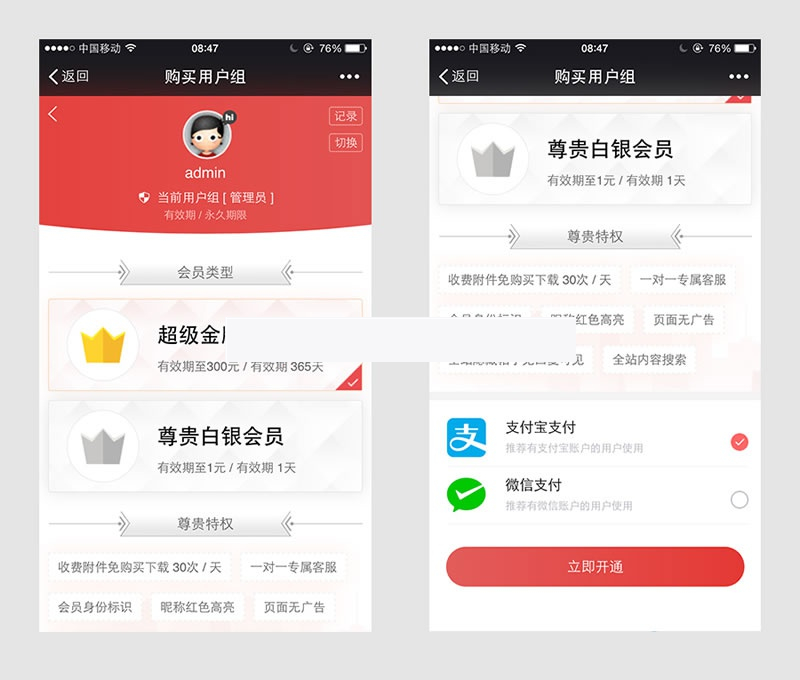 中国移动 08:47 76%
返回 购买用户组
记录
切换
hi
admin
当前用户组 [ 管理员 ]
有效期 / 永久期限
会员类型
超级金
有效期至300元 / 有效期 365天
尊贵白银会员
有效期至1元 / 有效期 1天
尊贵特权
收费附件免购买下载 30次 / 天 一对一专属客服
会员身份标识 昵称红色高亮 页面无广告
中国移动 08:47 76%
返回 购买用户组
尊贵白银会员
有效期至1元 / 有效期 1天
尊贵特权
收费附件免购买下载 30次 / 天 一对一专属客服
会员身份标识 昵称红色高亮 页面无广告
全站内容搜索
支 支付宝支付
推荐有支付宝账户的用户使用
微信支付
推荐有微信账户的用户使用
立即开通